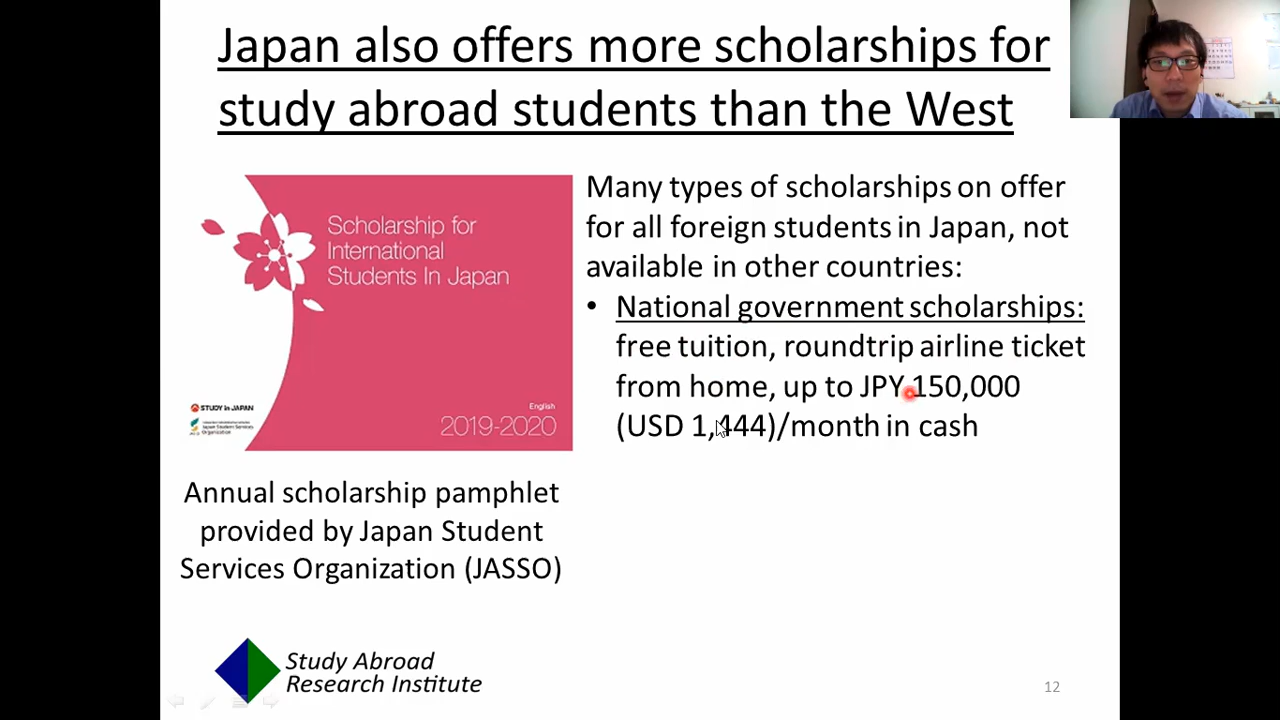 Japan also offers more scholarships for
study abroad students than the West
Scholarship for
International
Students In Japan
STUDY in JAPAN
Japan Student Services
Organization
English
2019-2020
Annual scholarship pamphlet
provided by Japan Student
Services Organization (JASSO)
Many types of scholarships on offer
for all foreign students in Japan, not
available in other countries:
• National government scholarships:
free tuition, roundtrip airline ticket
from home, up to JPY 150,000
(USD 1,444)/month in cash
Study Abroad
Research Institute
12